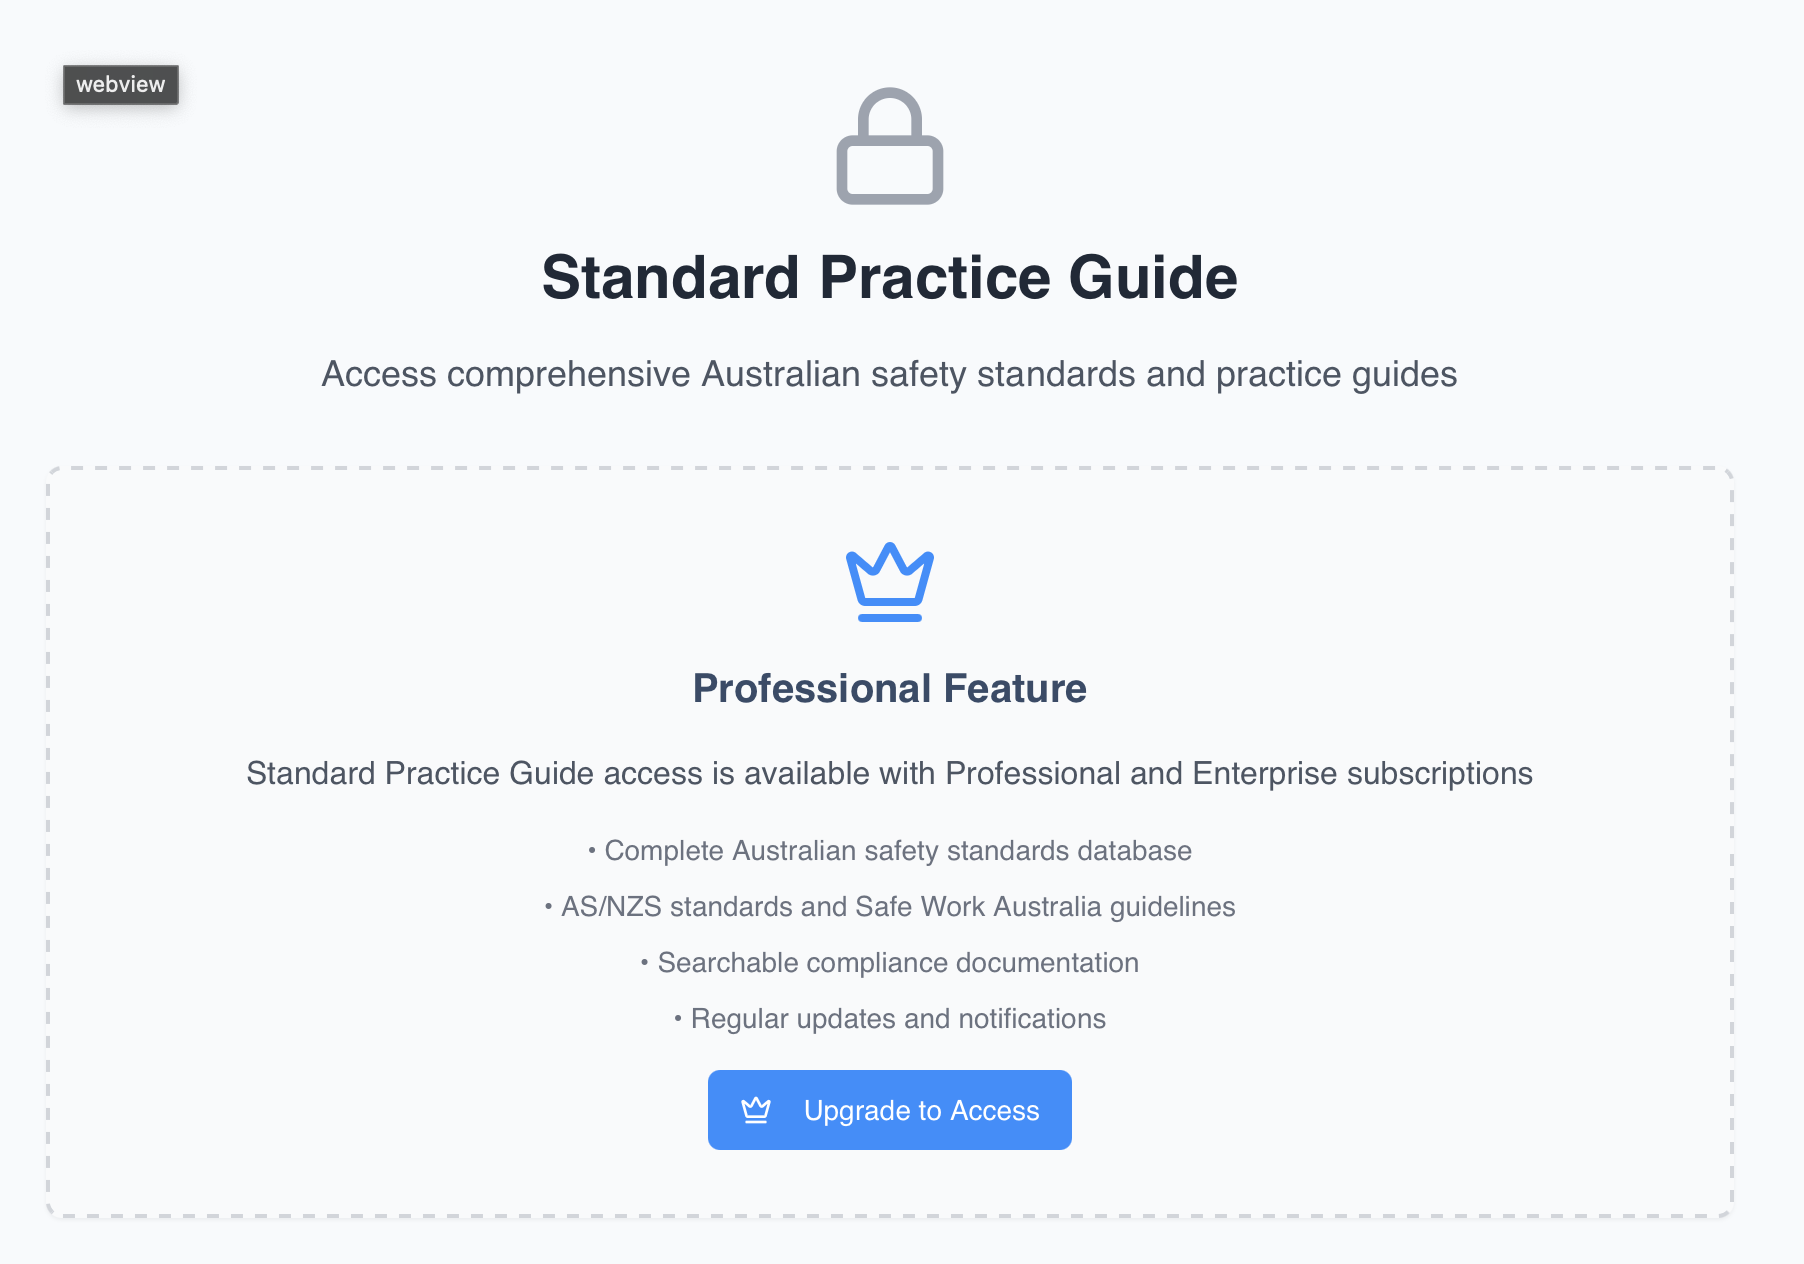 webview
Standard Practice Guide
Access comprehensive Australian safety standards and practice guides
Professional Feature
Standard Practice Guide access is available with Professional and Enterprise subscriptions
• Complete Australian safety standards database
• AS/NZS standards and Safe Work Australia guidelines
• Searchable compliance documentation
• Regular updates and notifications
Upgrade to Access